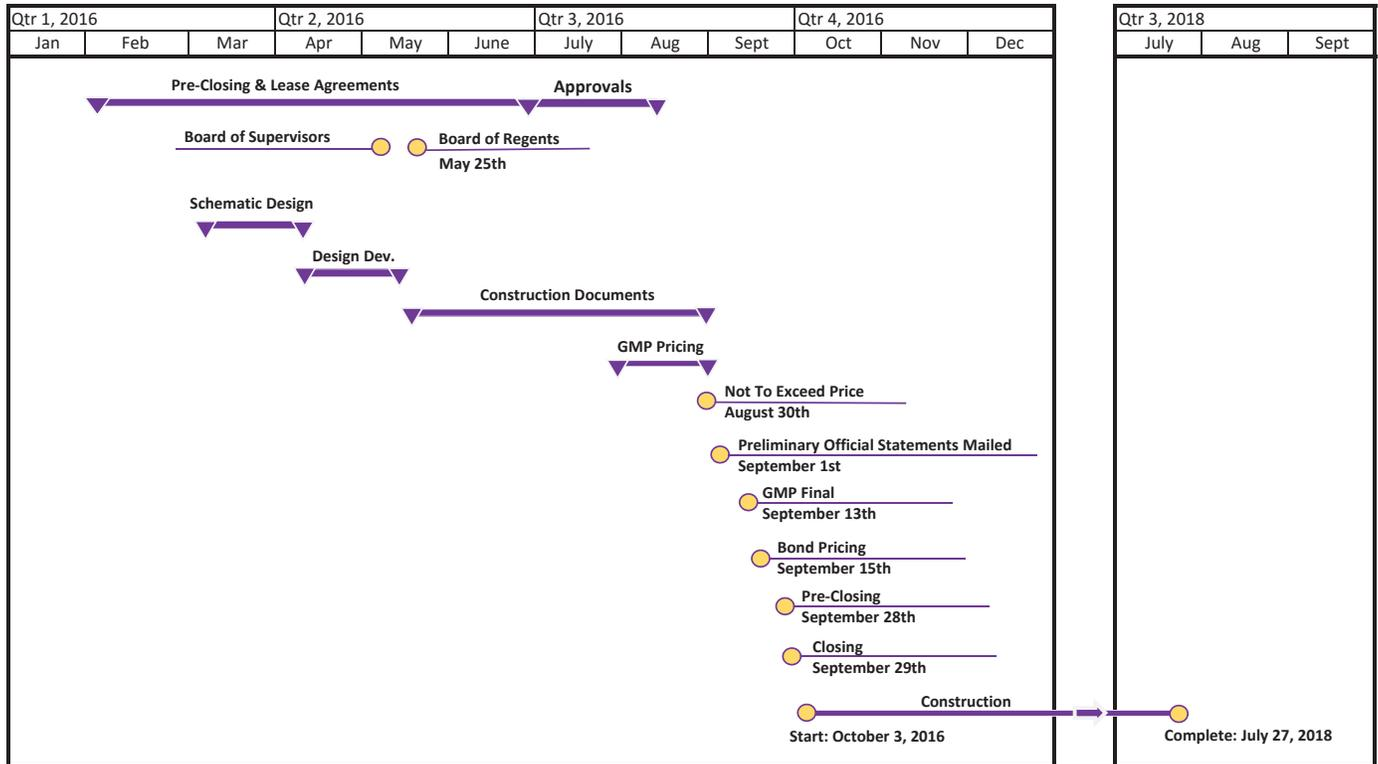 Qtr 1, 2016 Qtr 2, 2016 Qtr 3, 2016 Qtr 4, 2016 Qtr 3, 2018
Jan Feb Mar Apr May June July Aug Sept Oct Nov Dec July Aug Sept
Pre-Closing & Lease Agreements Approvals
Board of Supervisors Board of Regents
May 25th
Schematic Design
Design Dev.
Construction Documents
GMP Pricing
Not To Exceed Price
August 30th
Preliminary Official Statements Mailed
September 1st
GMP Final
September 13th
Bond Pricing
September 15th
Pre-Closing
September 28th
Closing
September 29th
Construction
Start: October 3, 2016 Complete: July 27, 2018